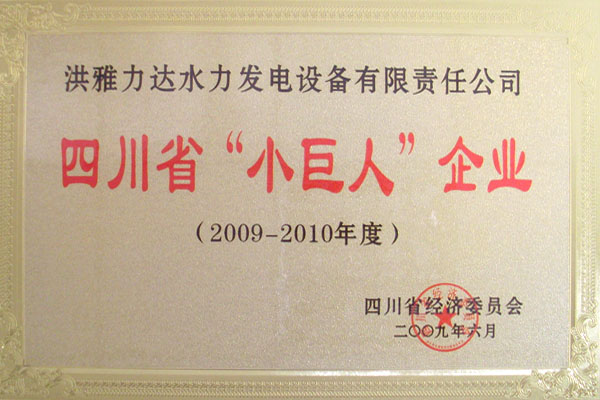 洪雅力达水力发电设备有限责任公司
四川省“小巨人”企业
（2009-2010年度）
四川省经济委员会
二〇〇九年六月